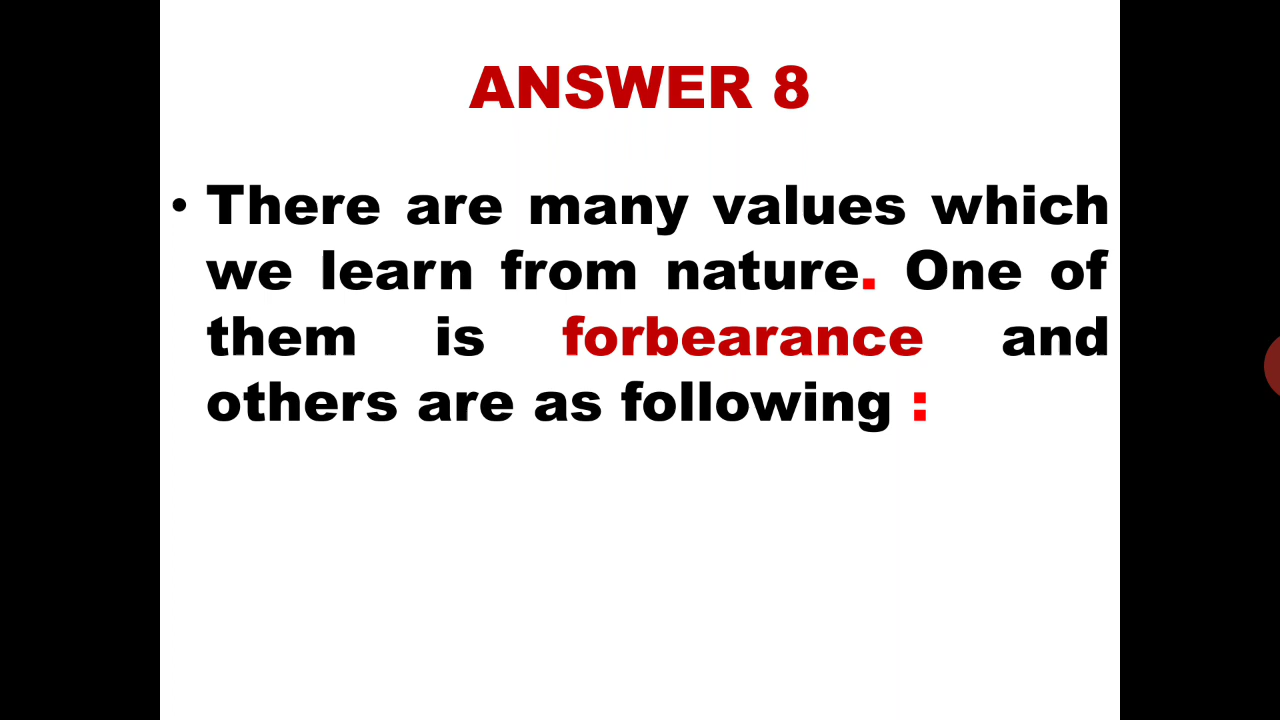 ANSWER 8
• There are many values which
we learn from nature. One of
them is forbearance and
others are as following :